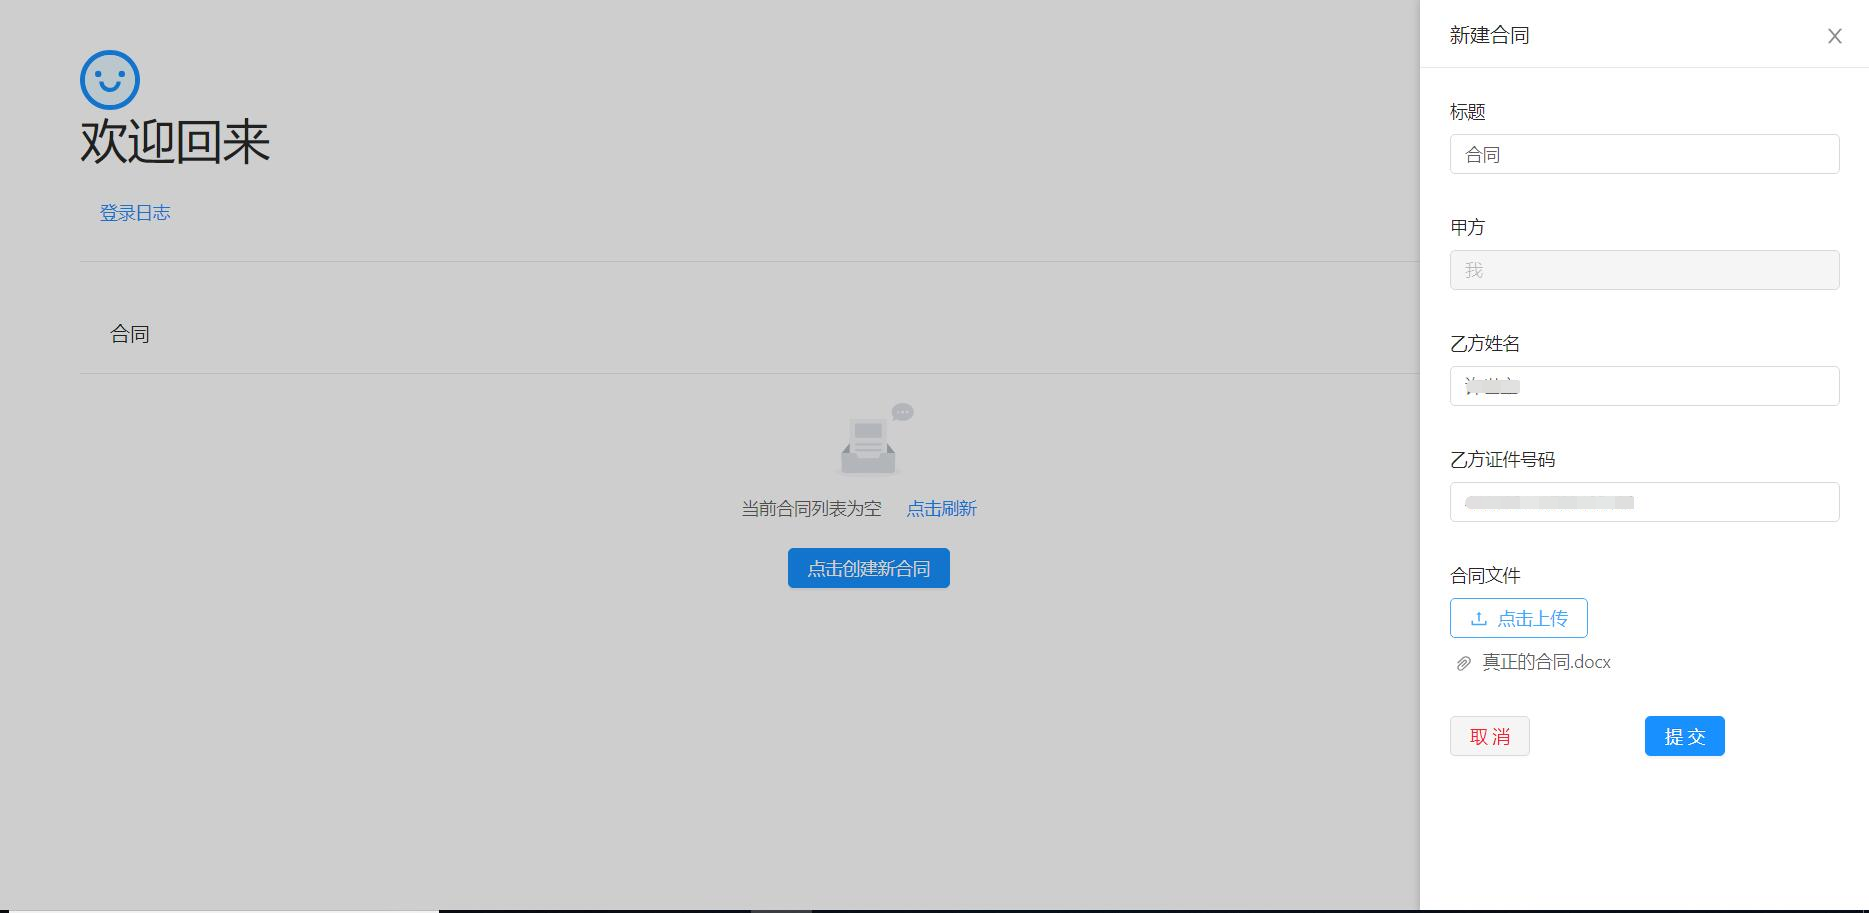 欢迎回来
登录日志
合同
当前合同列表为空 点击刷新
点击创建新合同
新建合同
标题
合同
甲方
我
乙方姓名
乙方证件号码
合同文件
点击上传
真正的合同.docx
取 消 提 交